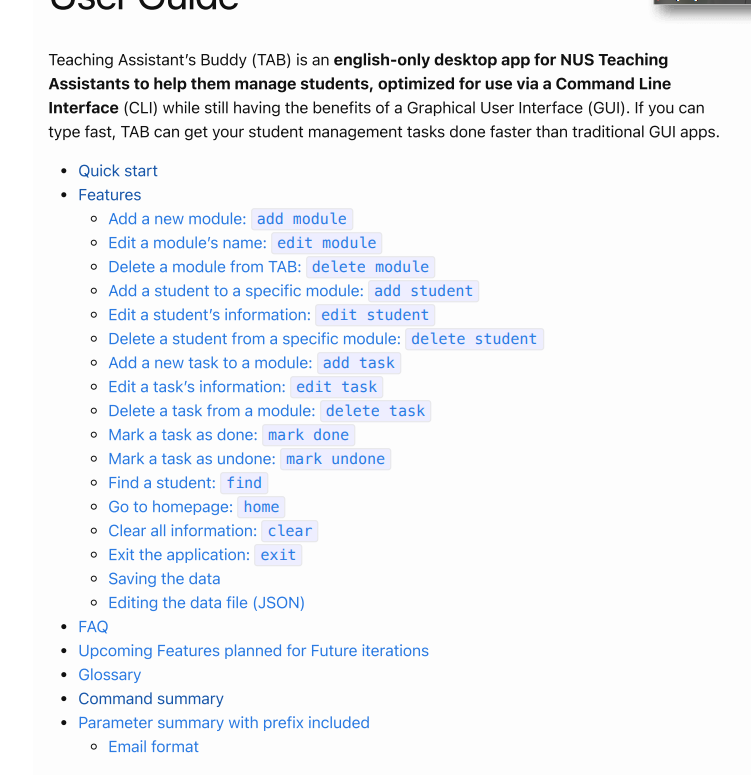 User Guide
Teaching Assistant’s Buddy (TAB) is an english-only desktop app for NUS Teaching
Assistants to help them manage students, optimized for use via a Command Line
Interface (CLI) while still having the benefits of a Graphical User Interface (GUI). If you can
type fast, TAB can get your student management tasks done faster than traditional GUI apps.
Quick start
Features
Add a new module: add module
Edit a module’s name: edit module
Delete a module from TAB: delete module
Add a student to a specific module: add student
Edit a student’s information: edit student
Delete a student from a specific module: delete student
Add a new task to a module: add task
Edit a task’s information: edit task
Delete a task from a module: delete task
Mark a task as done: mark done
Mark a task as undone: mark undone
Find a student: find
Go to homepage: home
Clear all information: clear
Exit the application: exit
Saving the data
Editing the data file (JSON)
FAQ
Upcoming Features planned for Future iterations
Glossary
Command summary
Parameter summary with prefix included
Email format